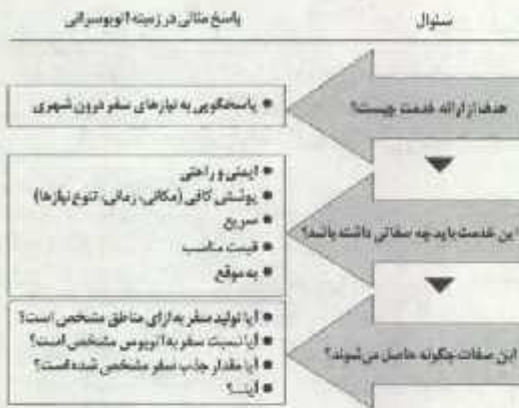 سئوال
پاسخ مثالی در زمینه اتوبوسرانی
هدف از ارائه خدمت چیست؟
● پاسخگویی به نیازهای سفر درون شهری
این خدمت باید چه صفاتی داشته باشد؟
● ایمنی و راحتی
● پوشش کافی (مکانی، زمانی، تنوع نیازها)
● سریع
● قیمت مناسب
● به موقع
این صفات چگونه حاصل می‌شوند؟
● آیا تولید سفر به ازای مناطق مشخص است؟
● آیا نسبت سفر به اتوبوس مشخص است؟
● آیا مقدار جذب سفر مشخص شده است؟
● آیا...؟